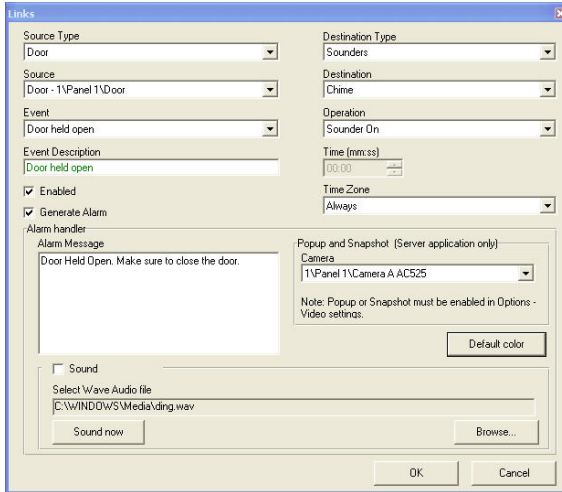 Links
Source Type
Door
Source
Door - 1\Panel 1\Door
Event
Door held open
Event Description
Door held open
Enabled
Generate Alarm
Destination Type
Sounders
Destination
Chime
Operation
Sounder On
Time (mm:ss)
00:00
Time Zone
Always
Alarm handler
Alarm Message
Door Held Open. Make sure to close the door.
Popup and Snapshot (Server application only)
Camera
1\Panel 1\Camera A AC525
Note: Popup or Snapshot must be enabled in Options -
Video settings.
Default color
Sound
Select Wave Audio file
C:\WINDOWS\Media\ding.wav
Sound now
Browse...
OK
Cancel